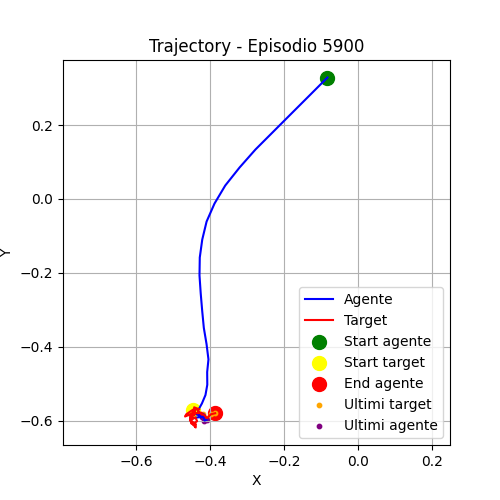 Trajectory - Episodio 5900
Y
0.2
0.0
−0.2
−0.4
−0.6
−0.6
−0.4
−0.2
0.0
0.2
X
Agente
Target
Start agente
Start target
End agente
Ultimi target
Ultimi agente